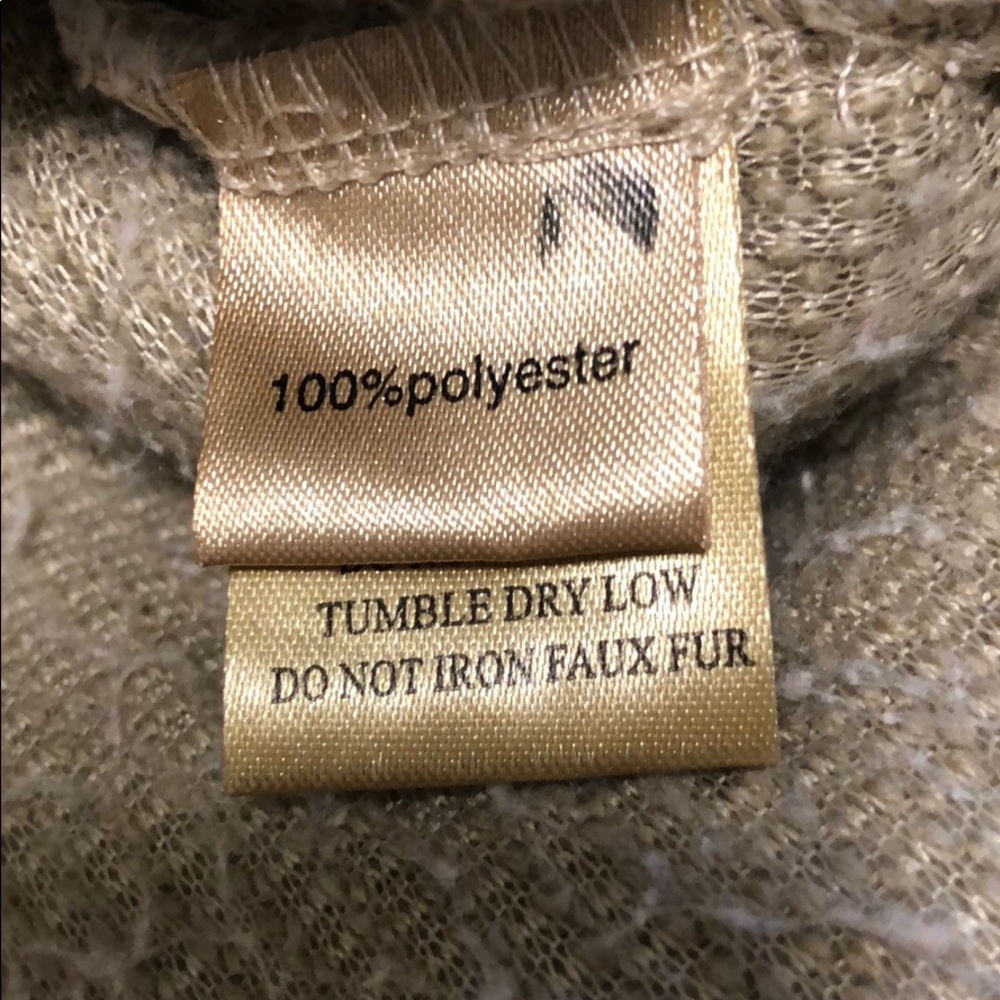 100%polyester
TUMBLE DRY LOW
DO NOT IRON FAUX FUR